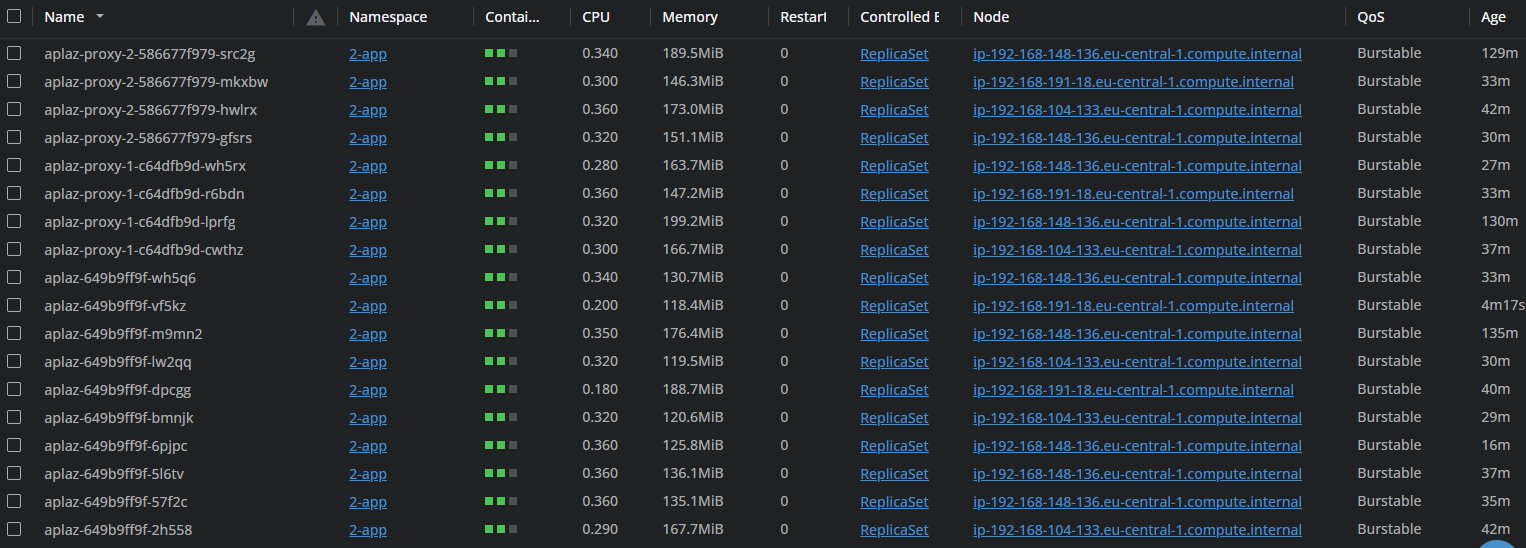 Name Namespace Contai... CPU Memory Restart Controlled B Node QoS Age
aplaz-proxy-2-586677f979-src2g 2-app 0.340 189.5MiB 0 ReplicaSet ip-192-168-148-136.eu-central-1.compute.internal Burstable 129m
aplaz-proxy-2-586677f979-mkxbw 2-app 0.300 146.3MiB 0 ReplicaSet ip-192-168-191-18.eu-central-1.compute.internal Burstable 33m
aplaz-proxy-2-586677f979-hwlrx 2-app 0.360 173.0MiB 0 ReplicaSet ip-192-168-104-133.eu-central-1.compute.internal Burstable 42m
aplaz-proxy-2-586677f979-gfsrs 2-app 0.320 151.1MiB 0 ReplicaSet ip-192-168-148-136.eu-central-1.compute.internal Burstable 30m
aplaz-proxy-1-c64dfb9d-wh5rx 2-app 0.280 163.7MiB 0 ReplicaSet ip-192-168-148-136.eu-central-1.compute.internal Burstable 27m
aplaz-proxy-1-c64dfb9d-r6bdn 2-app 0.360 147.2MiB 0 ReplicaSet ip-192-168-191-18.eu-central-1.compute.internal Burstable 33m
aplaz-proxy-1-c64dfb9d-lprfg 2-app 0.320 199.2MiB 0 ReplicaSet ip-192-168-148-136.eu-central-1.compute.internal Burstable 130m
aplaz-proxy-1-c64dfb9d-cwthz 2-app 0.300 166.7MiB 0 ReplicaSet ip-192-168-104-133.eu-central-1.compute.internal Burstable 37m
aplaz-649b9ff9f-wh5q6 2-app 0.340 130.7MiB 0 ReplicaSet ip-192-168-148-136.eu-central-1.compute.internal Burstable 33m
aplaz-649b9ff9f-vf5kz 2-app 0.200 118.4MiB 0 ReplicaSet ip-192-168-191-18.eu-central-1.compute.internal Burstable 4m17s
aplaz-649b9ff9f-m9mn2 2-app 0.350 176.4MiB 0 ReplicaSet ip-192-168-148-136.eu-central-1.compute.internal Burstable 135m
aplaz-649b9ff9f-lw2qq 2-app 0.320 119.5MiB 0 ReplicaSet ip-192-168-104-133.eu-central-1.compute.internal Burstable 30m
aplaz-649b9ff9f-dpcgg 2-app 0.180 188.7MiB 0 ReplicaSet ip-192-168-191-18.eu-central-1.compute.internal Burstable 40m
aplaz-649b9ff9f-bmnjk 2-app 0.320 120.6MiB 0 ReplicaSet ip-192-168-104-133.eu-central-1.compute.internal Burstable 29m
aplaz-649b9ff9f-6pjpc 2-app 0.360 125.8MiB 0 ReplicaSet ip-192-168-148-136.eu-central-1.compute.internal Burstable 16m
aplaz-649b9ff9f-5l6tv 2-app 0.360 136.1MiB 0 ReplicaSet ip-192-168-148-136.eu-central-1.compute.internal Burstable 37m
aplaz-649b9ff9f-57f2c 2-app 0.360 135.1MiB 0 ReplicaSet ip-192-168-148-136.eu-central-1.compute.internal Burstable 35m
aplaz-649b9ff9f-2h558 2-app 0.290 167.7MiB 0 ReplicaSet ip-192-168-104-133.eu-central-1.compute.internal Burstable 42m